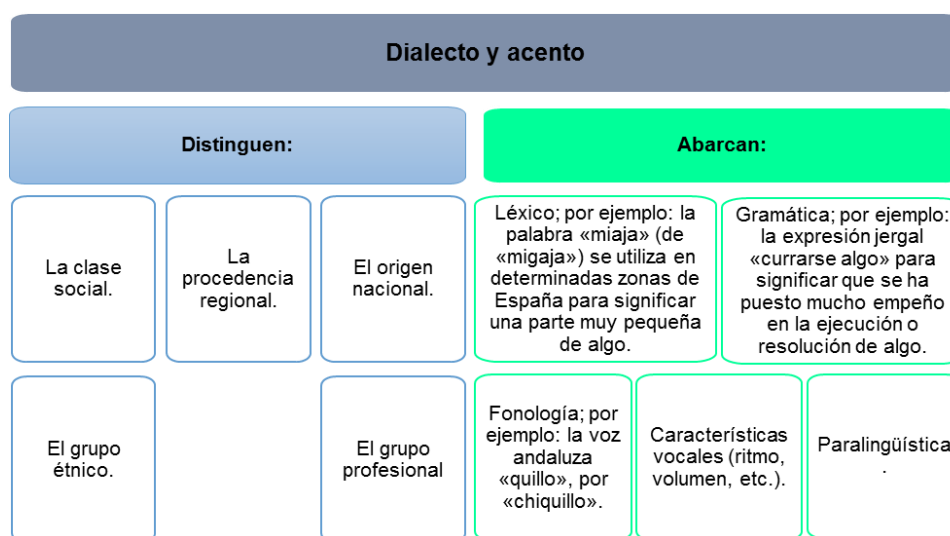 Dialecto y acento
Distinguen:
Abarcan:
La clase
social.
La
procedencia
regional.
El origen
nacional.
Léxico; por ejemplo: la
palabra «miaja» (de
«migaja») se utiliza en
determinadas zonas de
España para significar
una parte muy pequeña
de algo.
Gramática; por ejemplo:
la expresión jergal
«currarse algo» para
significar que se ha
puesto mucho empeño
en la ejecución o
resolución de algo.
El grupo
étnico.
El grupo
profesional
Fonología; por
ejemplo: la voz
andaluza
«quillo», por
«chiquillo».
Características
vocales (ritmo,
volumen, etc.).
Paralingüística
.